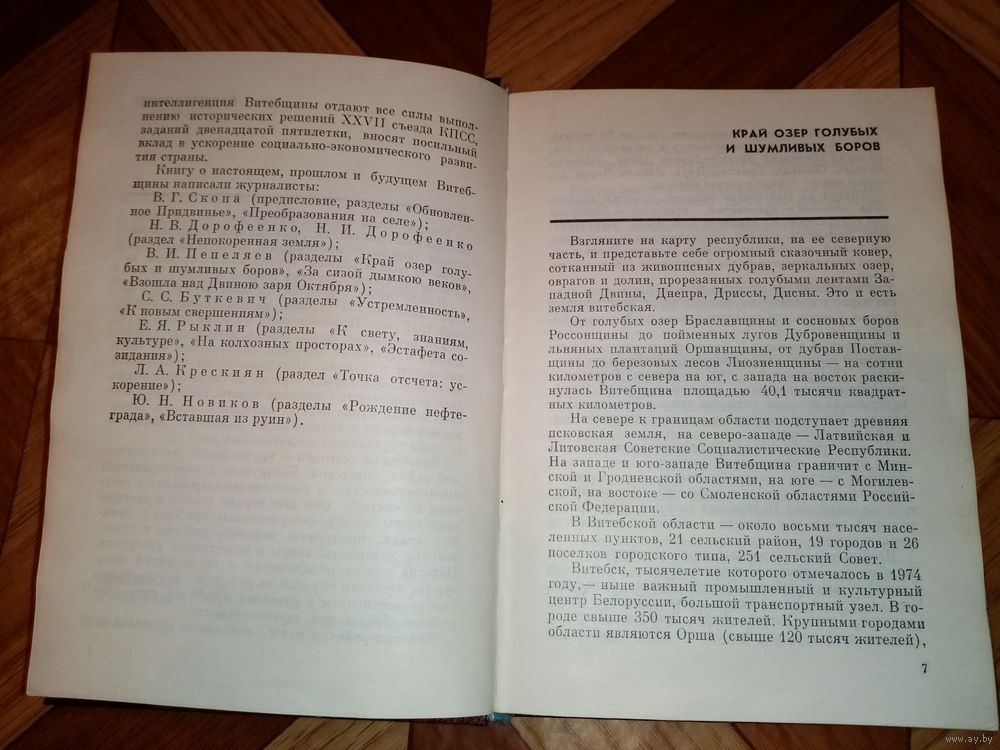 интеллигенция Витебщины отдают все силы выпол-
нению исторических решений XXVII съезда КПСС,
заданий двенадцатой пятилетки, вносят посильный
вклад в ускорение социально-экономического разви-
тия страны.
Книгу о настоящем, прошлом и будущем Витеб-
щины написали журналисты:
В. Г. Скопа (предисловие, разделы «Обновлен-
ное Придвинье», «Преобразования на селе»);
Н. В. Дорофеенко, Н. И. Дорофеенко
(раздел «Непокоренная земля»);
В. И. Пепеляев (разделы «Край озер голу-
бых и шумливых боров», «За сизой дымкою веков»,
«Взошла над Двиною заря Октября»);
С. С. Буткевич (разделы «Устремленность»,
«К новым свершениям»);
Е. Я. Рыклин (разделы «К свету, знаниям,
культуре», «На колхозных просторах», «Эстафета со-
зидания»);
Л. А. Крескиян (раздел «Точка отсчета: ус-
корение»);
Ю. Н. Новиков (разделы «Рождение нефте-
града», «Вставшая из руин»).
КРАЙ ОЗЕР ГОЛУБЫХ
И ШУМЛИВЫХ БОРОВ
Взгляните на карту республики, на ее северную
часть, и представьте себе огромный сказочный ковер,
сотканный из живописных дубрав, зеркальных озер,
оврагов и долин, прорезанных голубыми лентами За-
падной Двины, Днепра, Дриссы, Дисны. Это и есть
земля витебская.
От голубых озер Браславщины и сосновых боров
Россонщины до пойменных лугов Дубровенщины и
льняных плантаций Оршанщины, от дубрав Постав-
щины до березовых лесов Лиозненщины — на сотни
километров с севера на юг, с запада на восток раски-
нулась Витебщина площадью 40,1 тысячи квадрат-
ных километров.
На севере к границам области подступает древняя
псковская земля, на северо-западе — Латвийская и
Литовская Советские Социалистические Республики.
На западе и юго-западе Витебщина граничит с Мин-
ской и Гродненской областями, на юге — с Могилев-
ской, на востоке — со Смоленской областями Россий-
ской Федерации.
В Витебской области — около восьми тысяч насе-
ленных пунктов, 21 сельский район, 19 городов и 26
поселков городского типа, 251 сельский Совет.
Витебск, тысячелетие которого отмечалось в 1974
году,— ныне важный промышленный и культурный
центр Белоруссии, большой транспортный узел. В го-
роде свыше 350 тысяч жителей. Крупными городами
области являются Орша (свыше 120 тысяч жителей),
7
www.ay.by